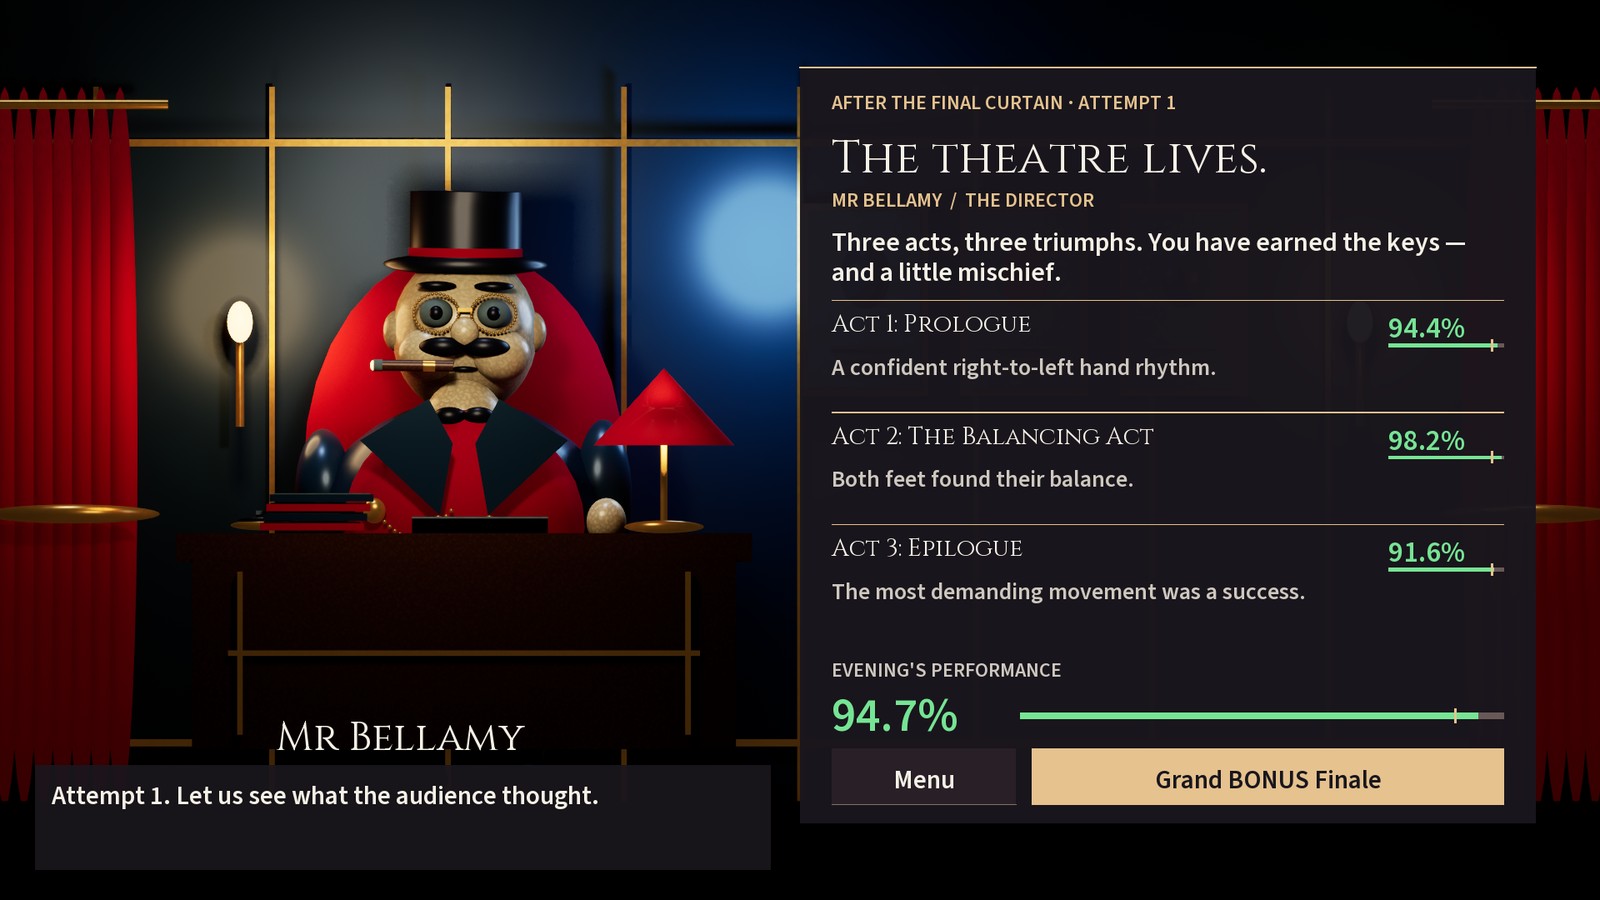 AFTER THE FINAL CURTAIN · ATTEMPT 1
The theatre lives.
MR BELLAMY / THE DIRECTOR
Three acts, three triumphs. You have earned the keys —
and a little mischief.
Act 1: Prologue
94.4%
A confident right-to-left hand rhythm.
Act 2: The Balancing Act
98.2%
Both feet found their balance.
Act 3: Epilogue
91.6%
The most demanding movement was a success.
EVENING'S PERFORMANCE
94.7%
Menu
Grand BONUS Finale
Mr Bellamy
Attempt 1. Let us see what the audience thought.